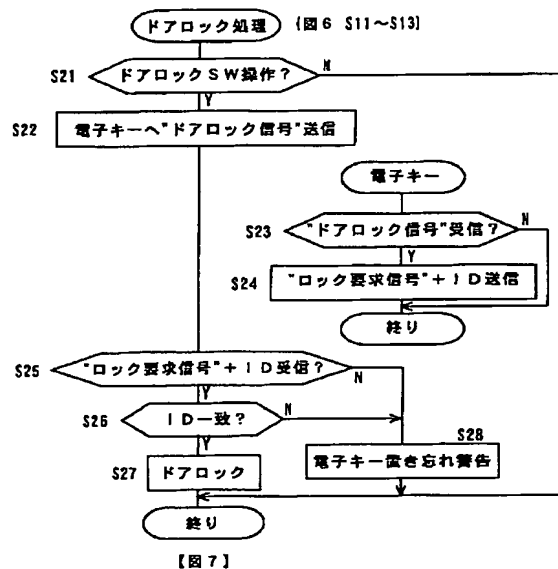 ドアロック処理 (図6 S11〜S13)
S21 ドアロックSW操作? N
Y
S22 電子キーへ"ドアロック信号"送信
電子キー
S23 "ドアロック信号"受信? N
Y
S24 "ロック要求信号"+ID送信
終り
S25 "ロック要求信号"+ID受信? N
Y
S26 ID一致? N
Y
S28
S27 ドアロック 電子キー置き忘れ警告
終り
【図7】